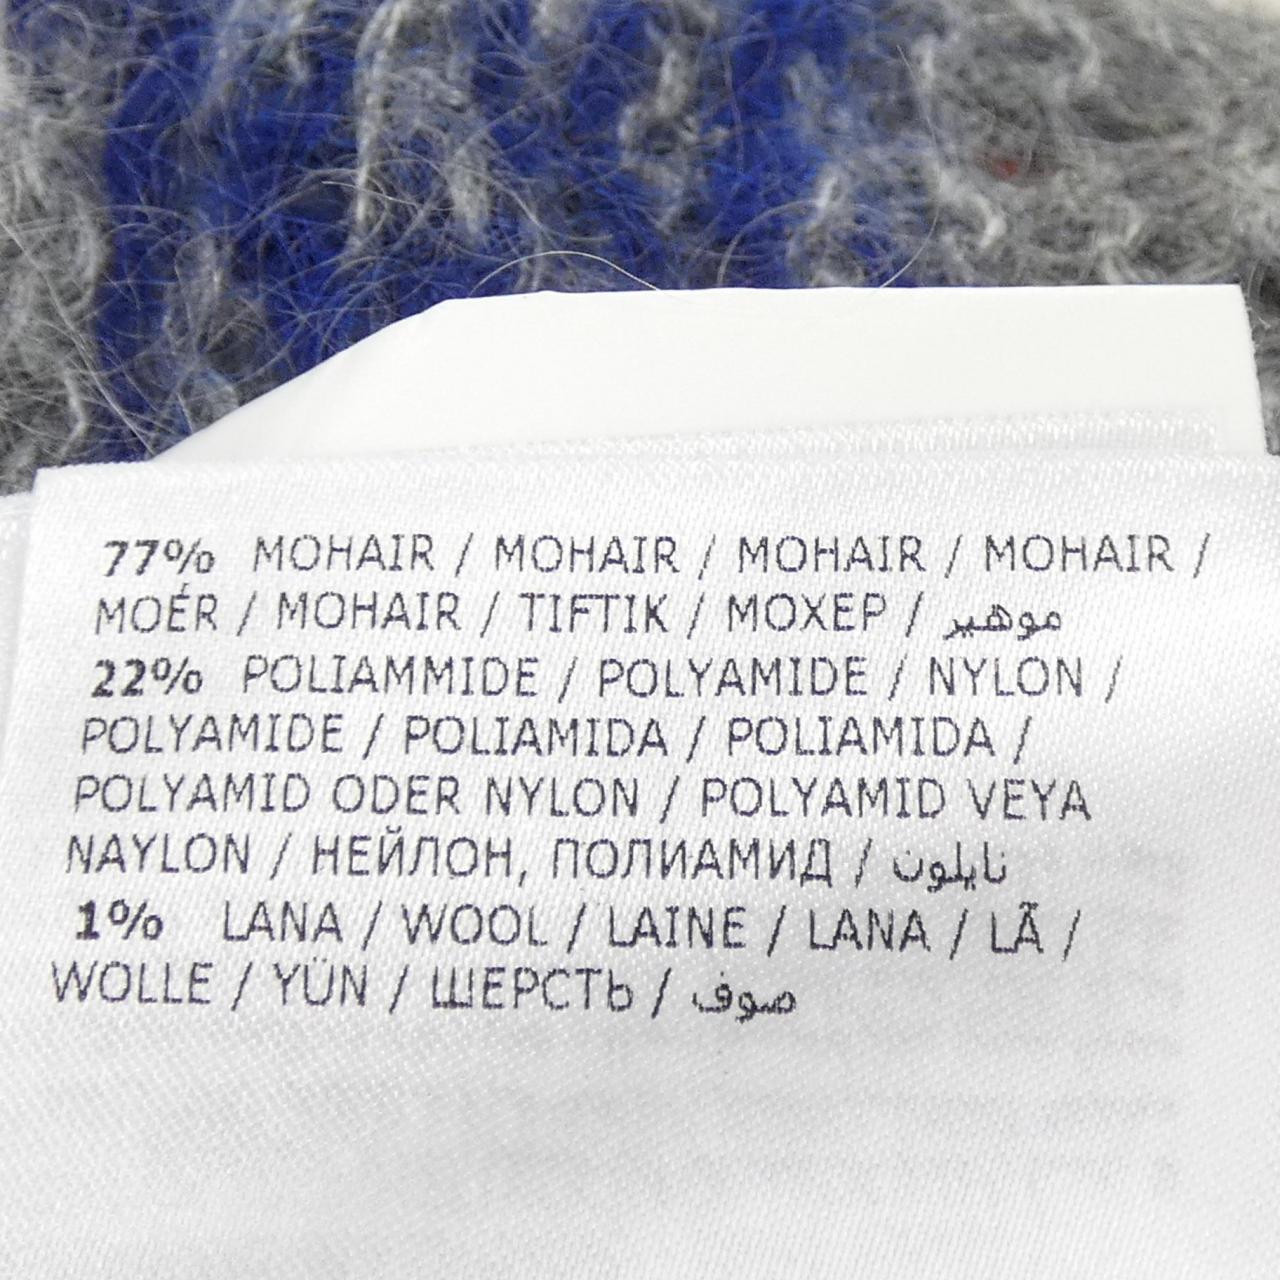 77% MOHAIR / MOHAIR / MOHAIR / MOHAIR /
MOÉR / MOHAIR / TIFTIK / МОХЕР / موهير
22% POLIAMMIDE / POLYAMIDE / NYLON /
POLYAMIDE / POLIAMIDA / POLIAMIDA /
POLYAMID ODER NYLON / POLYAMID VEYA
NAYLON / НЕЙЛОН, ПОЛИАМИД / نايلون
1% LANA / WOOL / LAINE / LANA / LÃ /
WOLLE / YÜN / ШЕРСТЬ / صوف